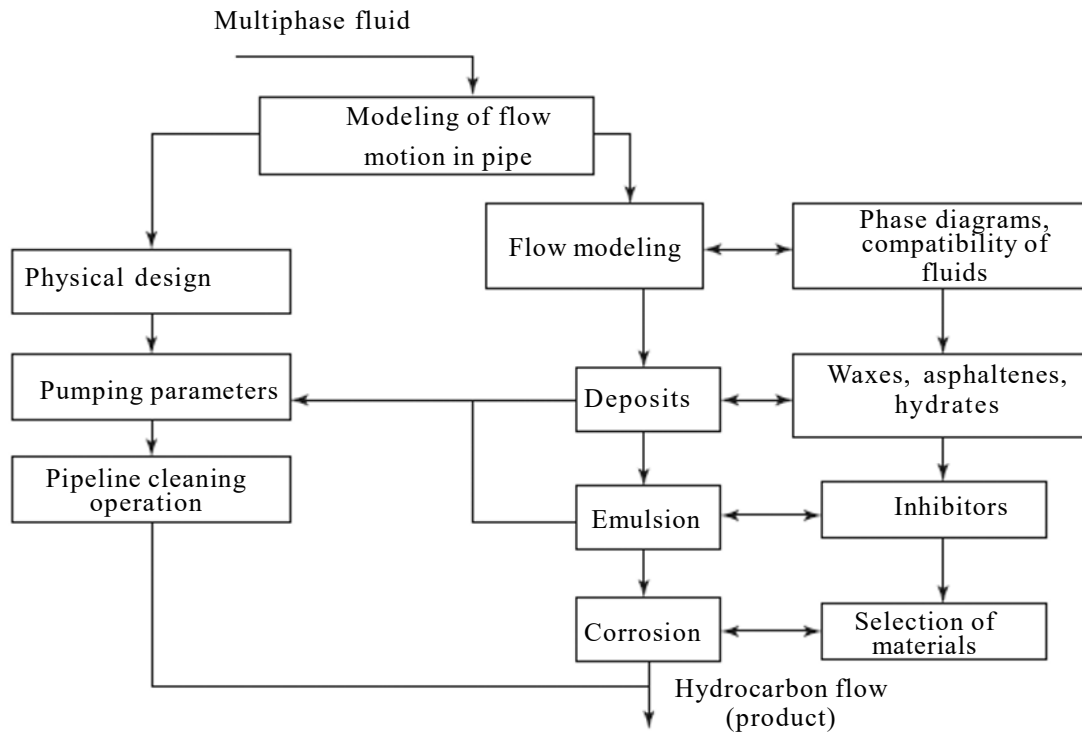 Multiphase fluid
Modeling of flow
motion in pipe
Flow modeling
Phase diagrams,
compatibility of
fluids
Physical design
Pumping parameters
Deposits
Waxes, asphaltenes,
hydrates
Pipeline cleaning
operation
Emulsion
Inhibitors
Corrosion
Selection of
materials
Hydrocarbon flow
(product)